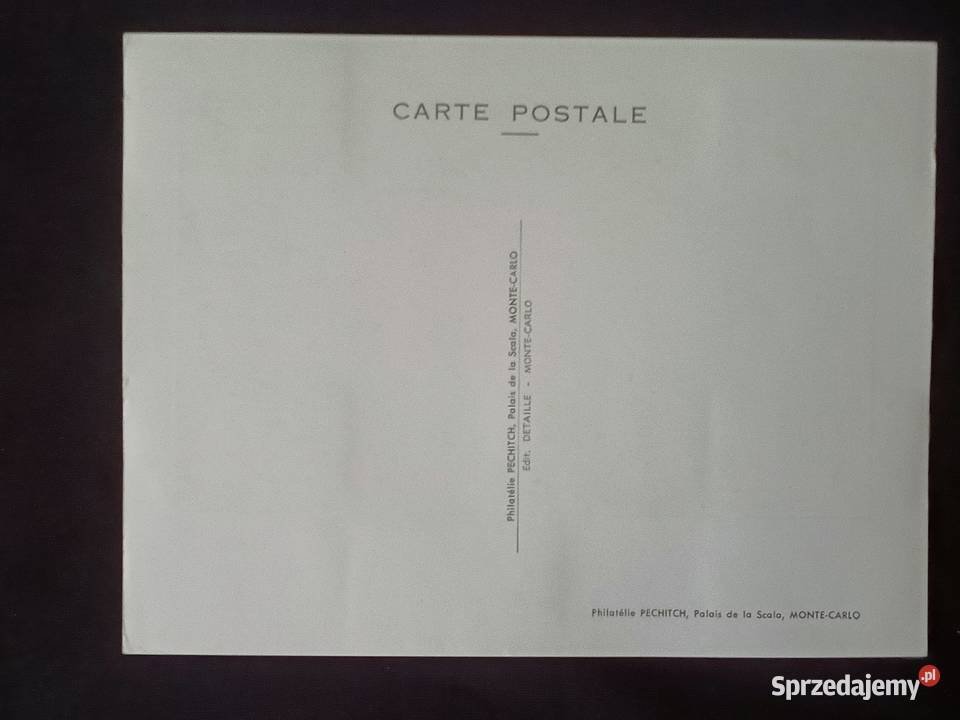 CARTE POSTALE
Philatélie PECHITCH, Palais de la Scala, MONTE-CARLO
Edit. DETAILLE - MONTE-CARLO
Philatélie PECHITCH, Palais de la Scala, MONTE-CARLO
Sprzedajemy.pl